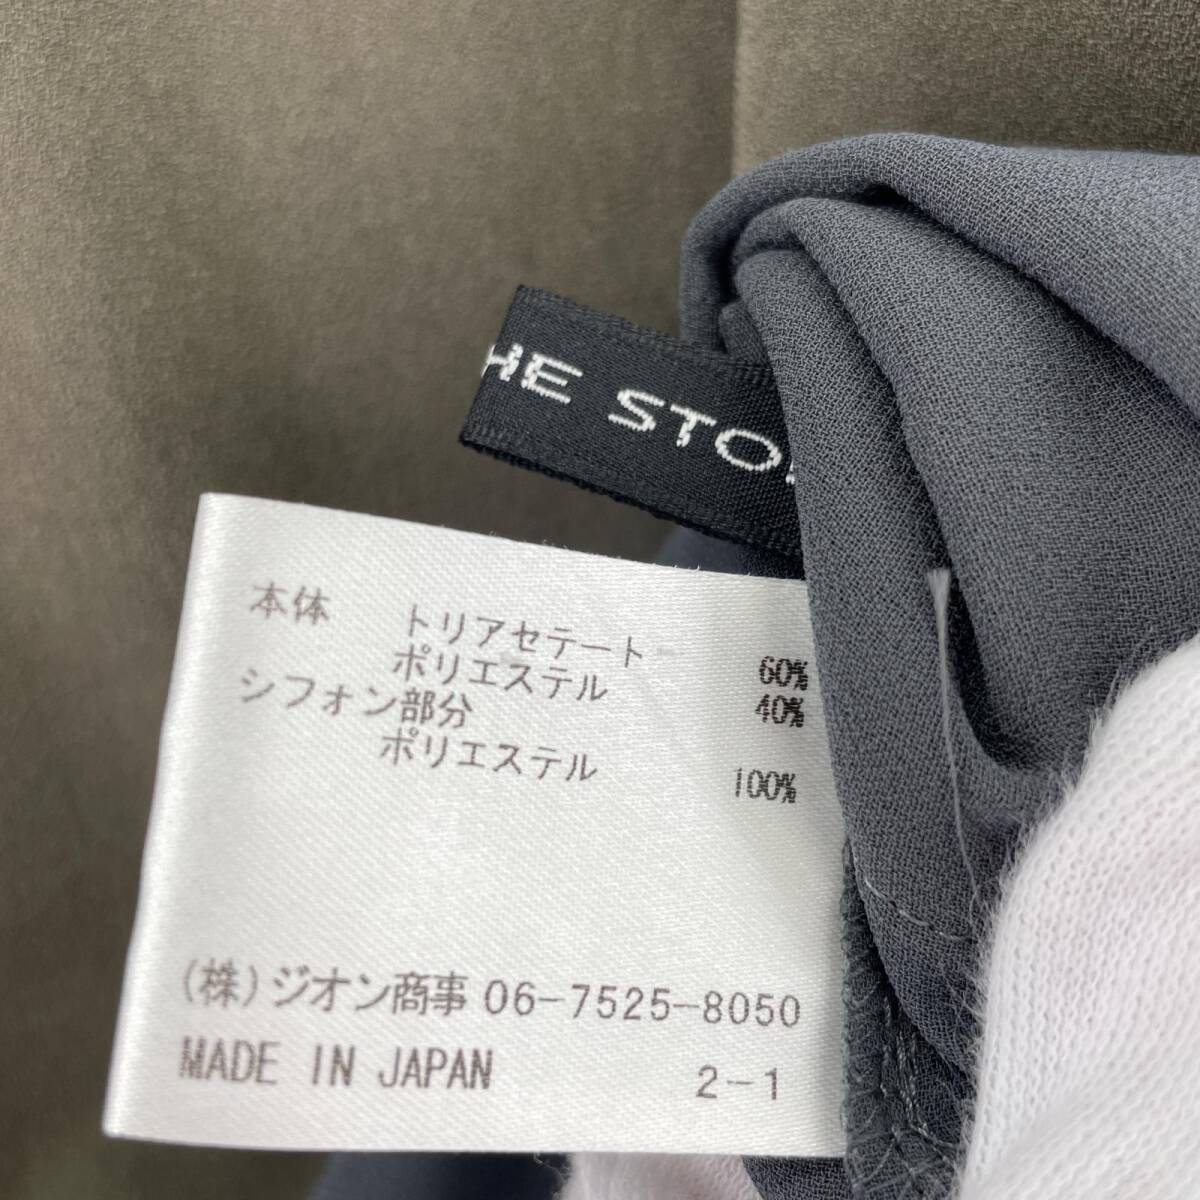 HE STO
本体 トリアセテート 60%
ポリエステル 40%
シフォン部分
ポリエステル 100%
(株)ジオン商事 06-7525-8050
MADE IN JAPAN 2-1